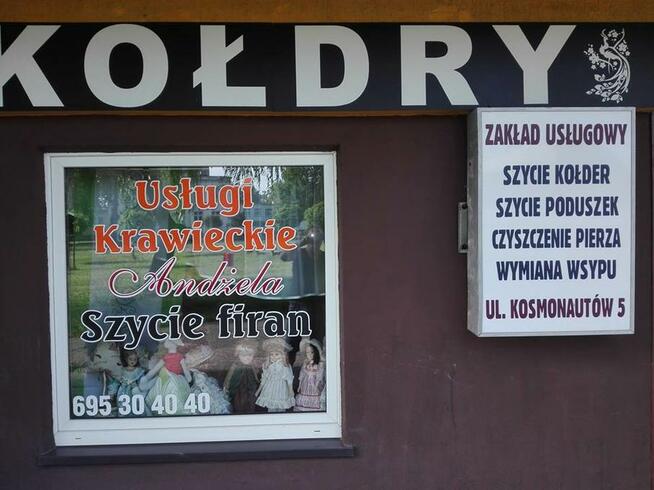 KOŁDRY
Usługi
Krawieckie
Andżela
Szycie firan
695 30 40 40
ZAKŁAD USŁUGOWY
SZYCIE KOŁDER
SZYCIE PODUSZEK
CZYSZCZENIE PIERZA
WYMIANA WSYPU
UL. KOSMONAUTÓW 5